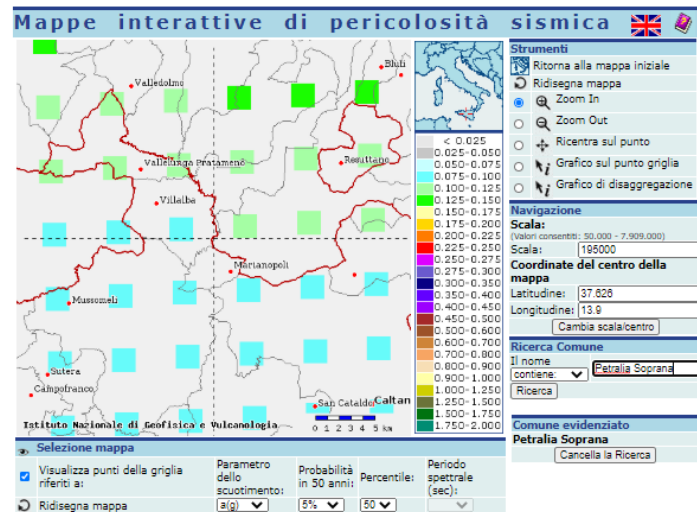 Mappe interattive di pericolosità sismica
Blufi
Valledolmo
Vallelunga Pratameno
Resuttano
Villalba
Marianopoli
Mussomeli
Sutera
Campofranco
San Cataldo
Caltan
Istituto Nazionale di Geofisica e Vulcanologia
0 1 2 3 4 5 km
< 0.025
0.025-0.050
0.050-0.075
0.075-0.100
0.100-0.125
0.125-0.150
0.150-0.175
0.175-0.200
0.200-0.225
0.225-0.250
0.250-0.275
0.275-0.300
0.300-0.350
0.350-0.400
0.400-0.450
0.450-0.500
0.500-0.600
0.600-0.700
0.700-0.800
0.800-0.900
0.900-1.000
1.000-1.250
1.250-1.500
1.500-1.750
1.750-2.000
Strumenti
Ritorna alla mappa iniziale
Ridisegna mappa
Zoom In
Zoom Out
Ricentra sul punto
Grafico sul punto griglia
Grafico di disaggregazione
Navigazione
Scala:
(Valori consentiti: 50.000 - 7.909.000)
Scala: 195000
Coordinate del centro della
mappa
Latitudine: 37.626
Longitudine: 13.9
Cambia scala/centro
Ricerca Comune
Il nome
contiene: Petralia Soprana
Ricerca
Comune evidenziato
Petralia Soprana
Cancella la Ricerca
Selezione mappa
Visualizza punti della griglia
riferiti a:
Parametro
dello
scuotimento:
Probabilità
in 50 anni:
Percentile:
Periodo
spettrale
(sec):
Ridisegna mappa
a(g)
5%
50